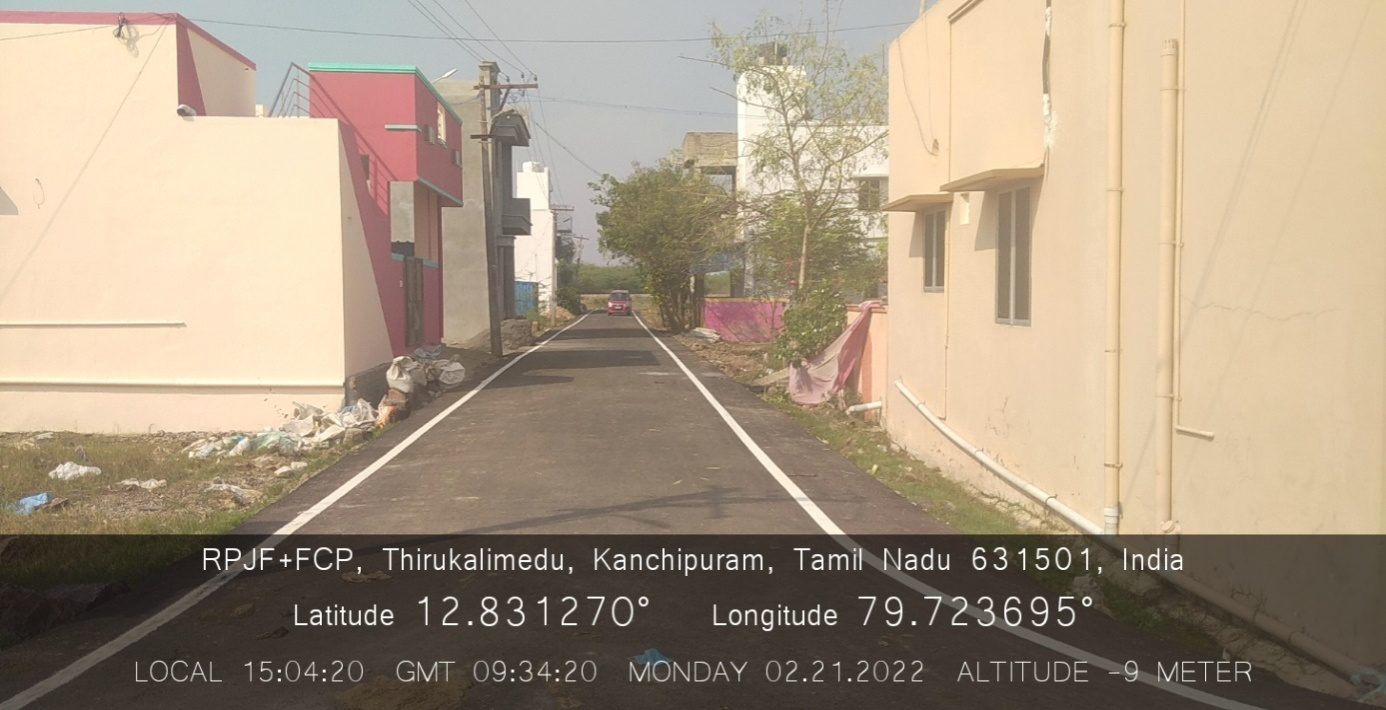 RPJF+FCP, Thirukalimedu, Kanchipuram, Tamil Nadu 631501, India
Latitude 12.831270° Longitude 79.723695°
LOCAL 15:04:20 GMT 09:34:20 MONDAY 02.21.2022 ALTITUDE -9 METER